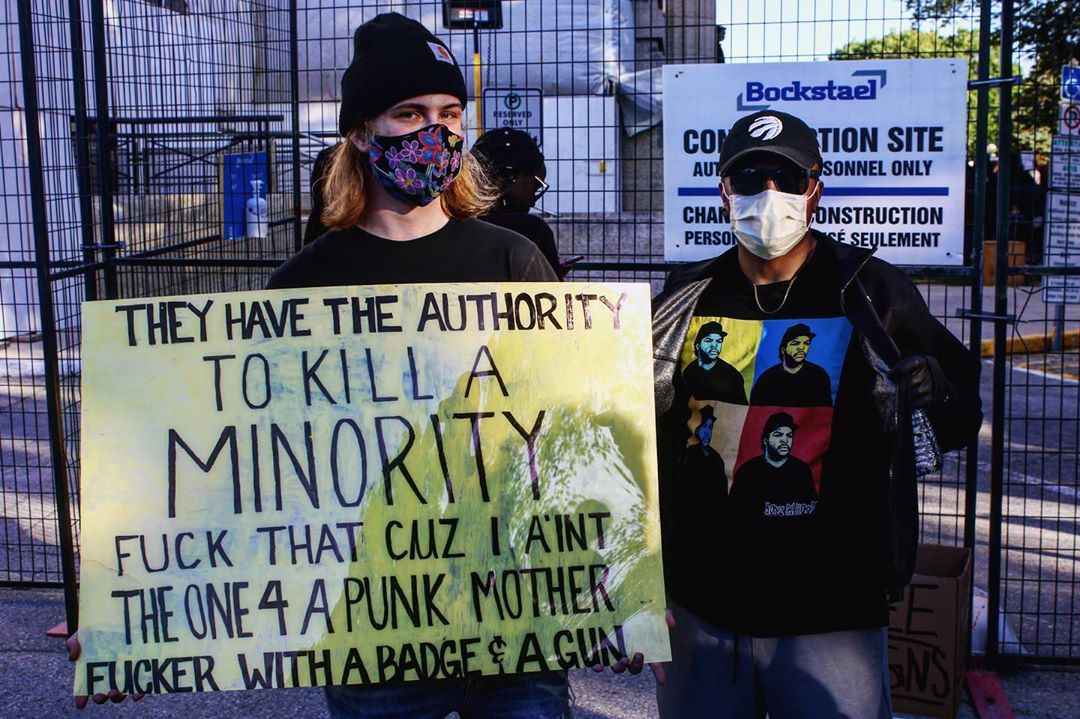 THEY HAVE THE AUTHORITY
TO KILL A
MINORITY
FUCK THAT CUZ I A'INT
THE ONE 4 A PUNK MOTHER
FUCKER WITH A BADGE & A GUN
RESERVED
ONLY
Bockstael
SITE
ONLY
CONSTRUCTION
SEULEMENT